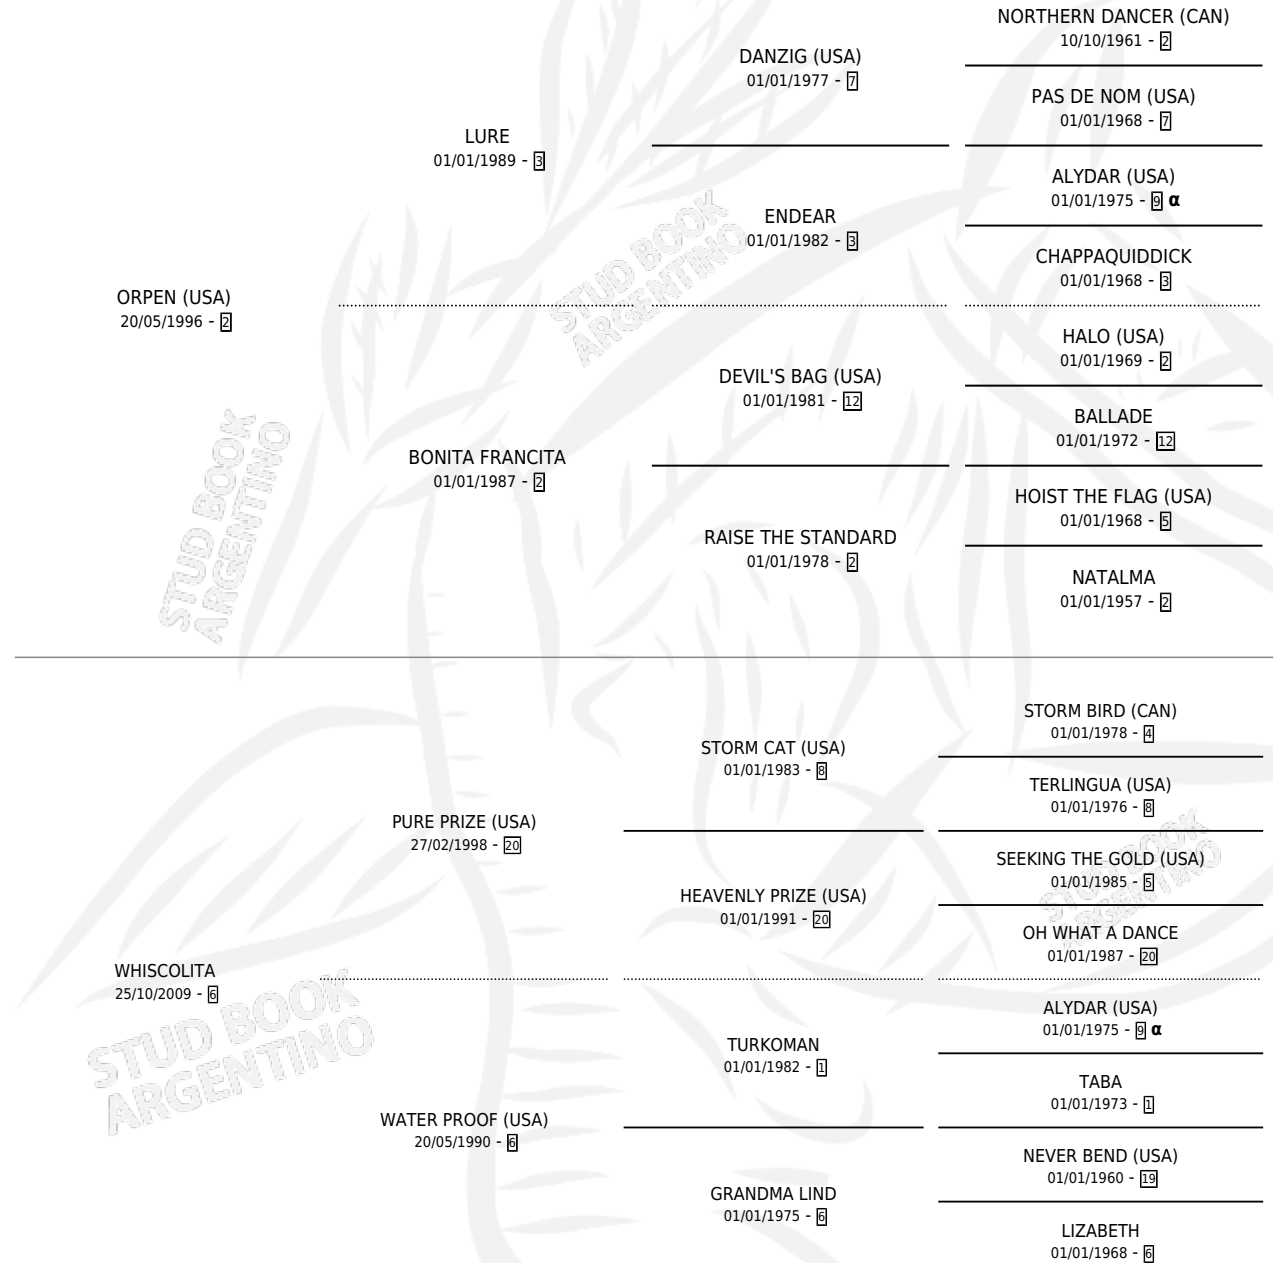 NORTHERN DANCER (CAN)
10/10/1961 - 2
DANZIG (USA)
01/01/1977 - 7
PAS DE NOM (USA)
01/01/1968 - 7
LURE
01/01/1989 - 3
ALYDAR (USA)
01/01/1975 - 9 α
ENDEAR
01/01/1982 - 3
CHAPPAQUIDDICK
01/01/1968 - 3
ORPEN (USA)
20/05/1996 - 2
HALO (USA)
01/01/1969 - 2
DEVIL'S BAG (USA)
01/01/1981 - 12
BALLADE
01/01/1972 - 12
BONITA FRANCITA
01/01/1987 - 2
HOIST THE FLAG (USA)
01/01/1968 - 5
RAISE THE STANDARD
01/01/1978 - 2
NATALMA
01/01/1957 - 2
STUD BOOK
ARGENTINO
STUD BOOK
ARGENTINO
STORM BIRD (CAN)
01/01/1978 - 4
STORM CAT (USA)
01/01/1983 - 8
TERLINGUA (USA)
01/01/1976 - 8
PURE PRIZE (USA)
27/02/1998 - 20
SEEKING THE GOLD (USA)
01/01/1985 - 5
HEAVENLY PRIZE (USA)
01/01/1991 - 20
OH WHAT A DANCE
01/01/1987 - 20
WHISCOLITA
25/10/2009 - 6
ALYDAR (USA)
01/01/1975 - 9 α
TURKOMAN
01/01/1982 - 1
TABA
01/01/1973 - 1
WATER PROOF (USA)
20/05/1990 - 6
NEVER BEND (USA)
01/01/1960 - 19
GRANDMA LIND
01/01/1975 - 6
LIZABETH
01/01/1968 - 6
STUD BOOK
ARGENTINO
STUD BOOK
ARGENTINO